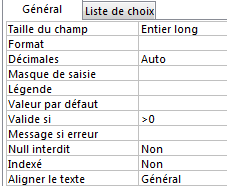 Général Liste de choix
Taille du champ Entier long
Format
Décimales Auto
Masque de saisie
Légende
Valeur par défaut
Valide si >0
Message si erreur
Null interdit Non
Indexé Non
Aligner le texte Général